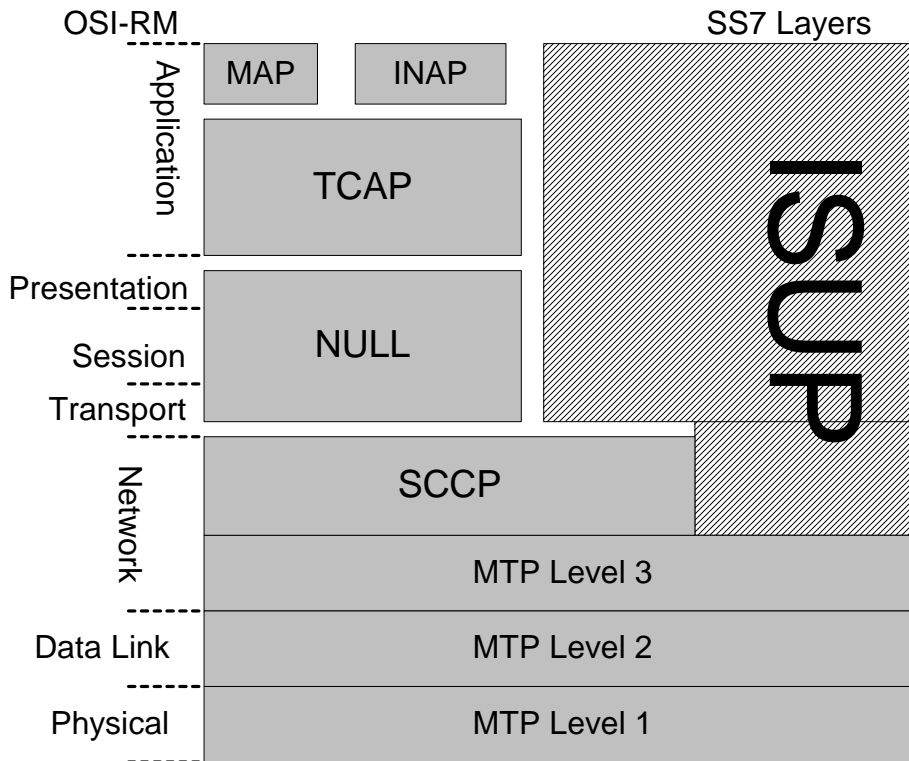 OSI-RM
SS7 Layers
Application
MAP
INAP
TCAP
ISUP
Presentation
Session
NULL
Transport
Network
SCCP
MTP Level 3
Data Link
MTP Level 2
Physical
MTP Level 1